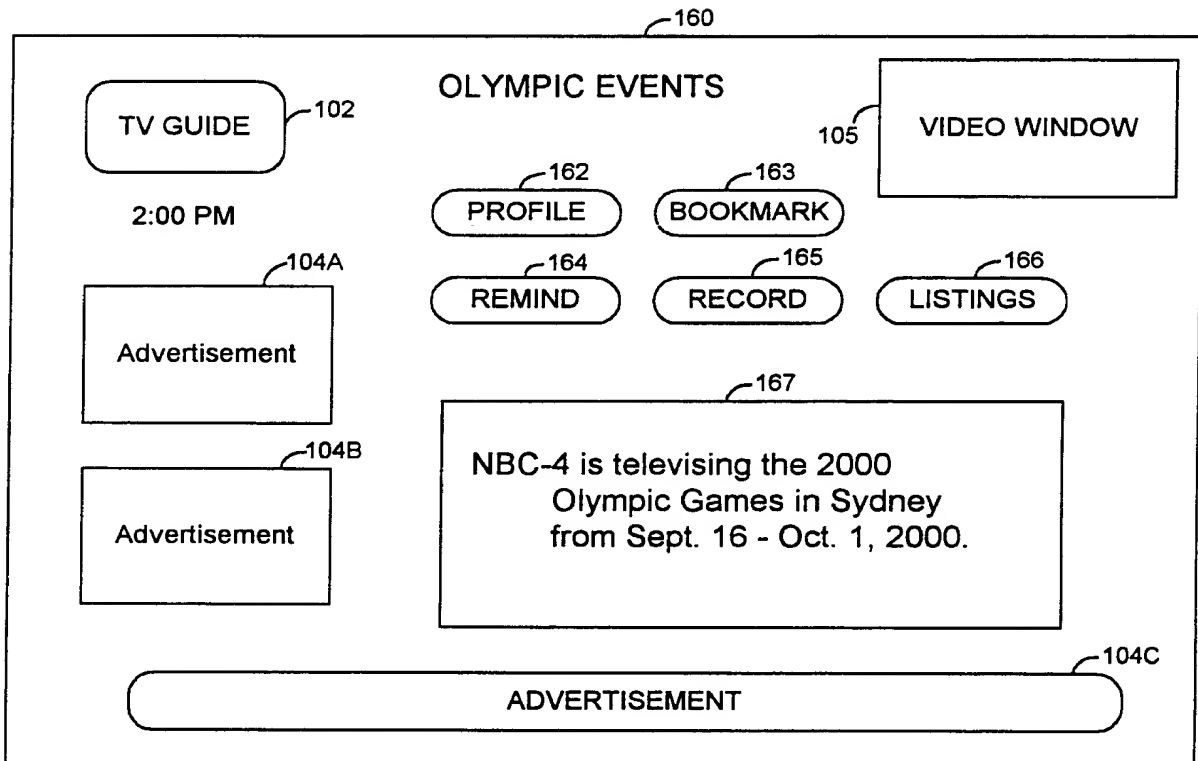 160
OLYMPIC EVENTS
TV GUIDE
102
105
VIDEO WINDOW
162
163
PROFILE
BOOKMARK
2:00 PM
104A
164
165
166
REMIND
RECORD
LISTINGS
Advertisement
167
104B
NBC-4 is televising the 2000
Olympic Games in Sydney
from Sept. 16 - Oct. 1, 2000.
Advertisement
104C
ADVERTISEMENT